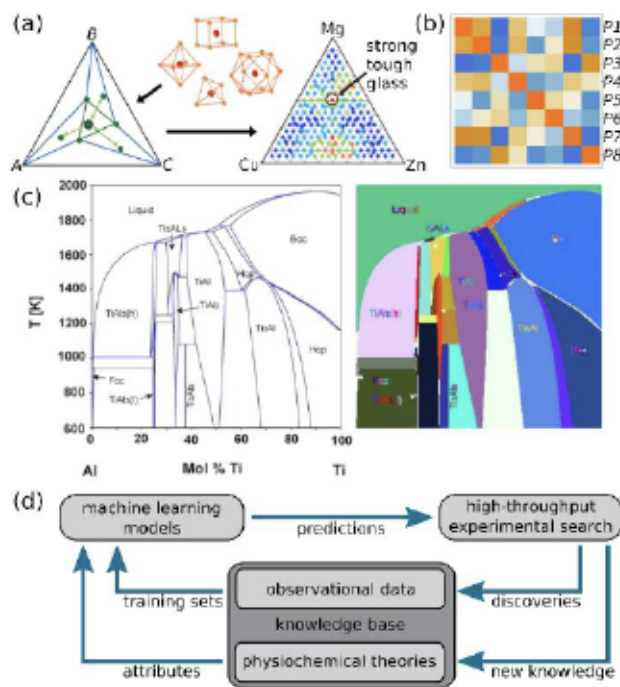 (a)
B
A
C
Mg
strong
tough
glass
Cu
Zn
(b)
P1
P2
P3
P4
P5
P6
P7
P8
(c)
T [K]
2000
1800
1600
1400
1200
1000
800
600
Liquid
Bcc
Hcp
TiAl
Ti₃Al
Hcp
Fcc
0
20
40
60
80
100
Al
Mol % Ti
Ti
Liquid
(d)
machine learning
models
predictions
high-throughput
experimental search
training sets
observational data
discoveries
knowledge base
attributes
physiochemical theories
new knowledge